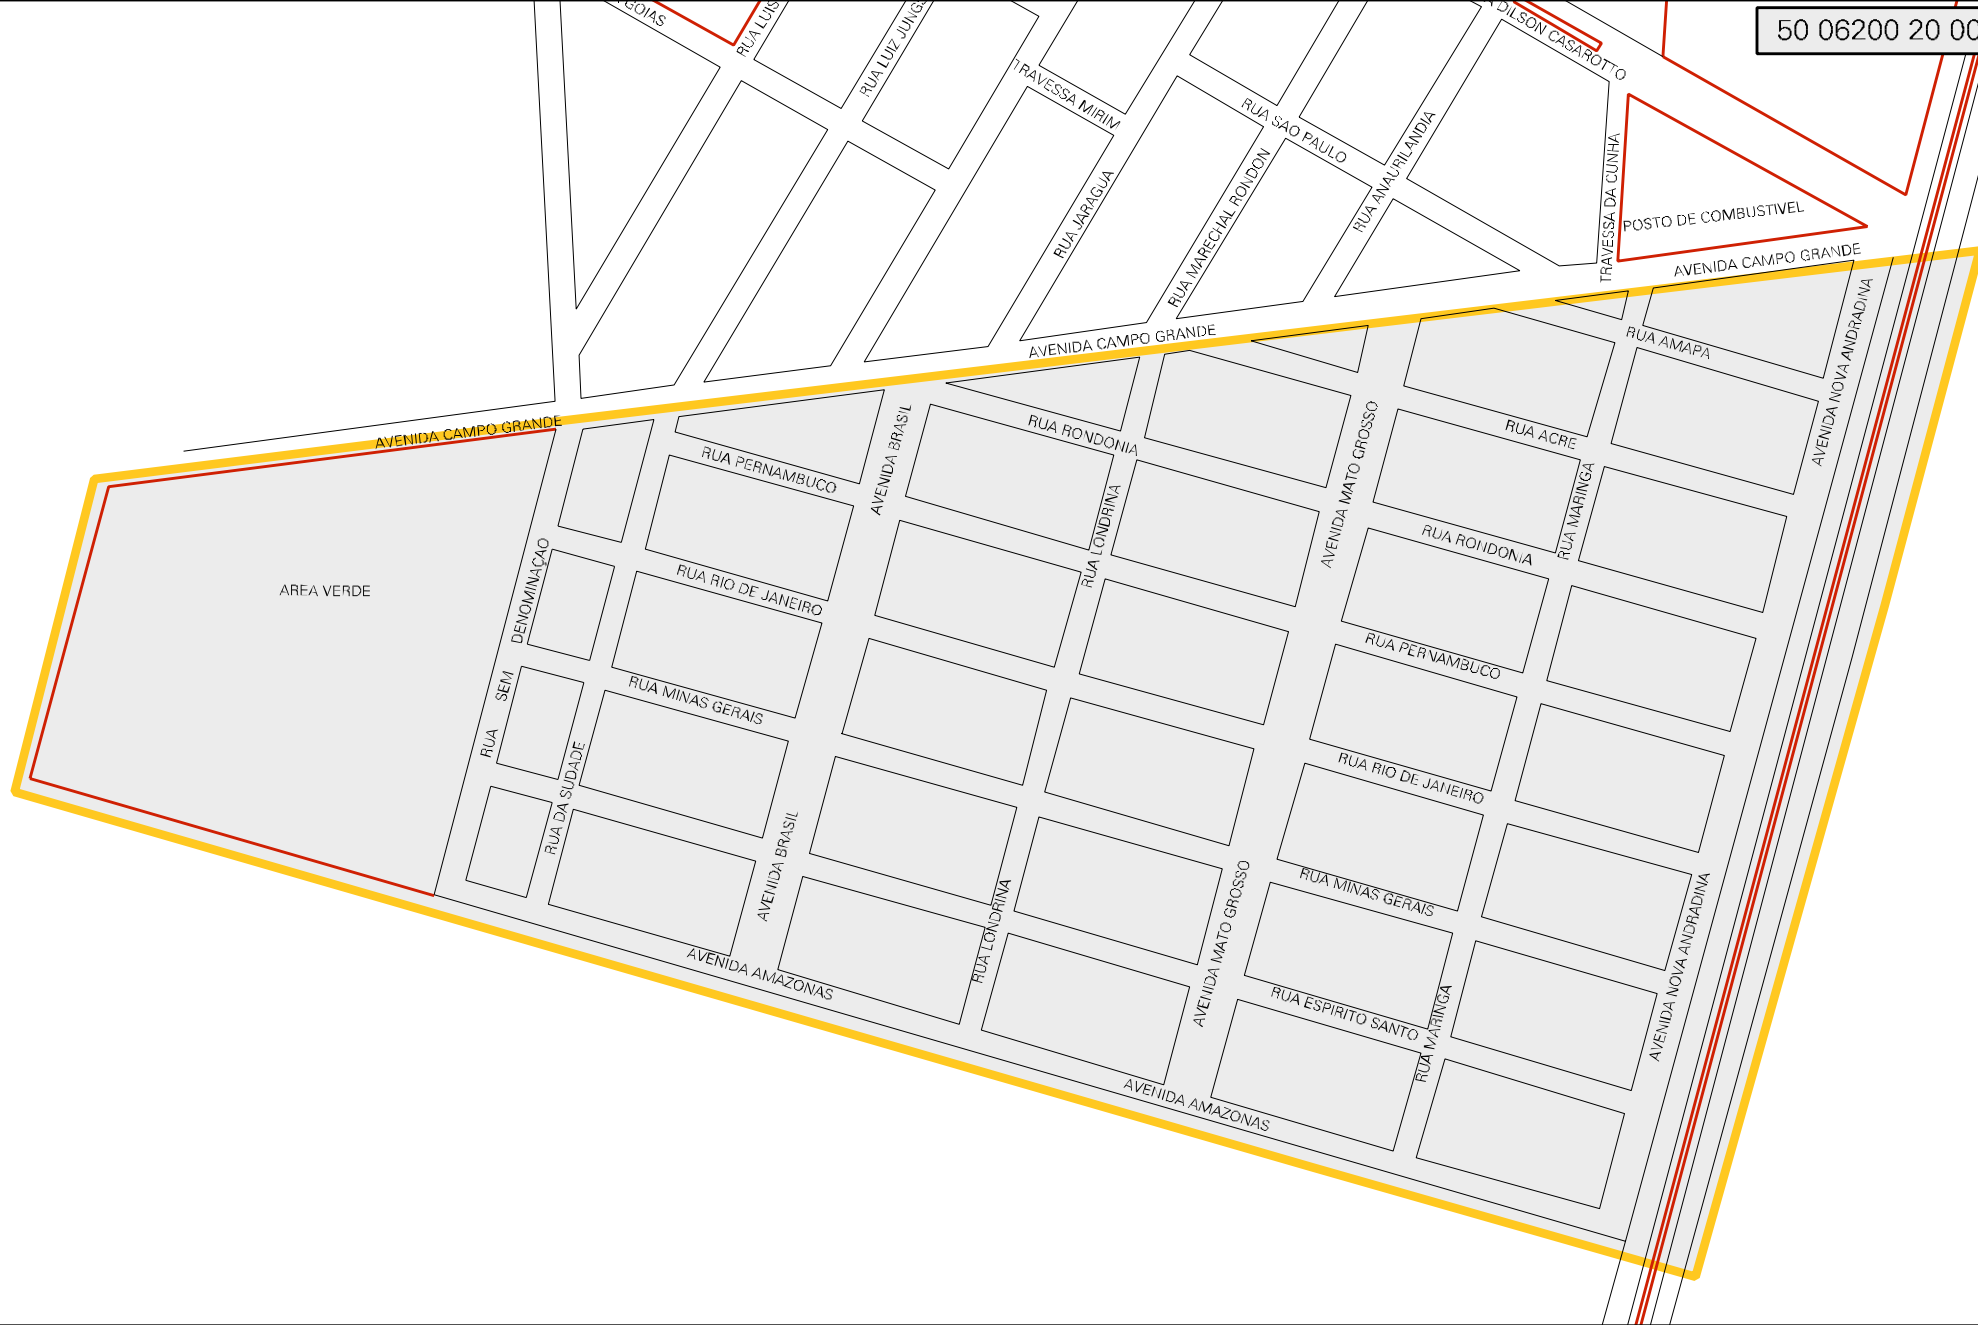 GOIAS
RUA LUIS
RUA LUIZ JUNGS
TRAVESSA MIRIM
DILSON CASAROTTO
50 06200 20 00
RUA SAO PAULO
RUA JARAGUA
RUA MARECHAL RONDON
RUA ANAURILANDIA
TRAVESSA DA CUNHA
POSTO DE COMBUSTIVEL
AVENIDA CAMPO GRANDE
AVENIDA CAMPO GRANDE
AVENIDA CAMPO GRANDE
RUA AMAPA
AVENIDA NOVA ANDRADINA
RUA PERNAMBUCO
AVENIDA BRASIL
RUA RONDONIA
AVENIDA MATO GROSSO
RUA ACRE
RUA LONDRINA
RUA RONDONIA
RUA MARINGA
AREA VERDE
RUA SEM DENOMINAÇAO
RUA RIO DE JANEIRO
RUA PERNAMBUCO
RUA MINAS GERAIS
RUA DA SUDADE
RUA RIO DE JANEIRO
AVENIDA BRASIL
RUA LONDRINA
AVENIDA MATO GROSSO
RUA MINAS GERAIS
AVENIDA NOVA ANDRADINA
AVENIDA AMAZONAS
RUA ESPIRITO SANTO
RUA MARINGA
AVENIDA AMAZONAS